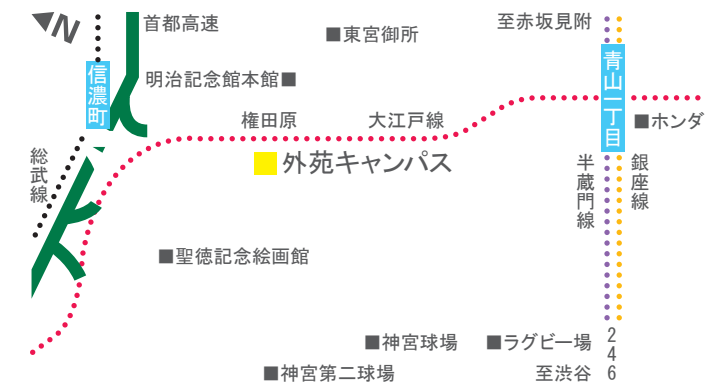 N
首都高速
至赤坂見附
■東宮御所
青山一丁目
信濃町
明治記念館本館■
権田原
大江戸線
■ホンダ
総武線
外苑キャンパス
半蔵門線
銀座線
■聖徳記念絵画館
■神宮球場
■ラグビー場
246
■神宮第二球場
至渋谷